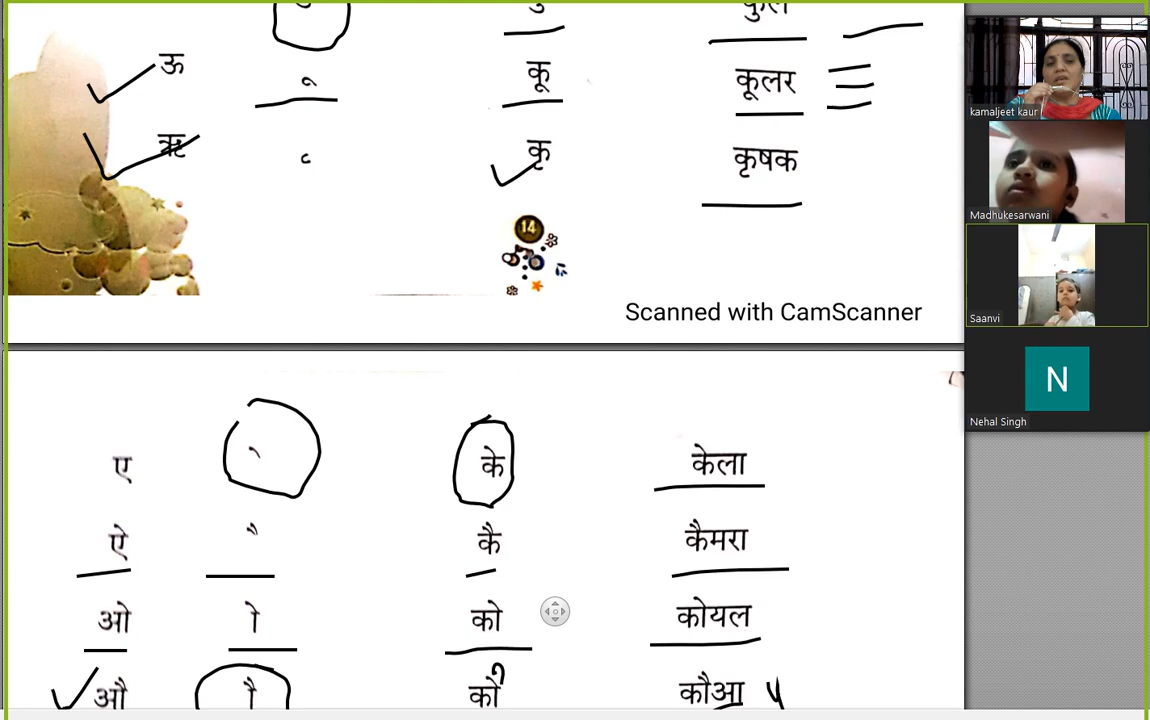 ऊ ू कू कूलर
ऋ ृ कृ कृषक
14
Scanned with CamScanner
ए े के केला
ऐ ै कै कैमरा
ओ ो को कोयल
औ ौ कौ कौआ
kamaljeet kaur
Madhukesarwani
Saanvi
N
Nehal Singh